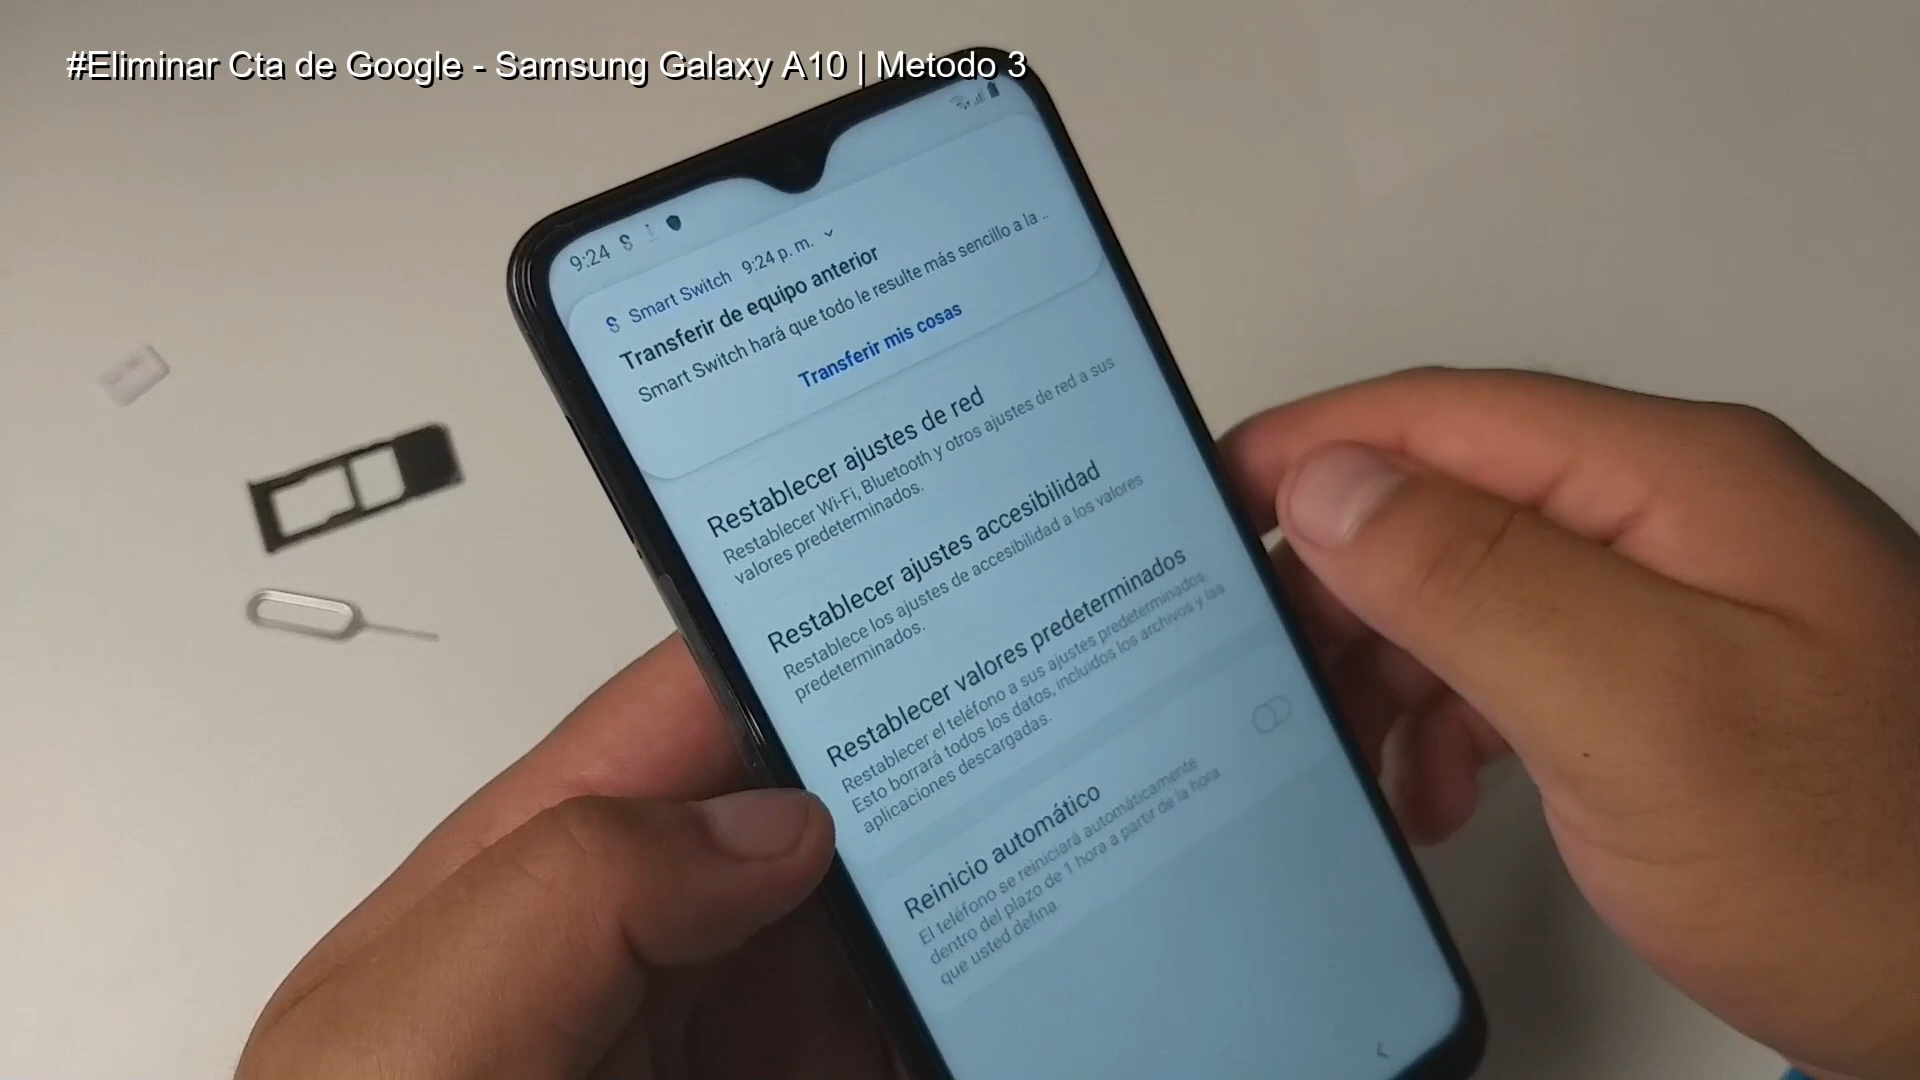 #Eliminar Cta de Google - Samsung Galaxy A10 | Metodo 3
9:24
Smart Switch 9:24 p. m.
Transferir de equipo anterior
Smart Switch hará que todo le resulte más sencillo a la ..
Transferir mis cosas
Restablecer ajustes de red
Restablecer Wi-Fi, Bluetooth y otros ajustes de red a sus
valores predeterminados.
Restablecer ajustes accesibilidad
Restablece los ajustes de accesibilidad a los valores
predeterminados.
Restablecer valores predeterminados
Restablecer el teléfono a sus ajustes predeterminados.
Esto borrará todos los datos, incluidos los archivos y las
aplicaciones descargadas.
Reinicio automático
El teléfono se reiniciará automáticamente
dentro del plazo de 1 hora a partir de la hora
que usted defina.